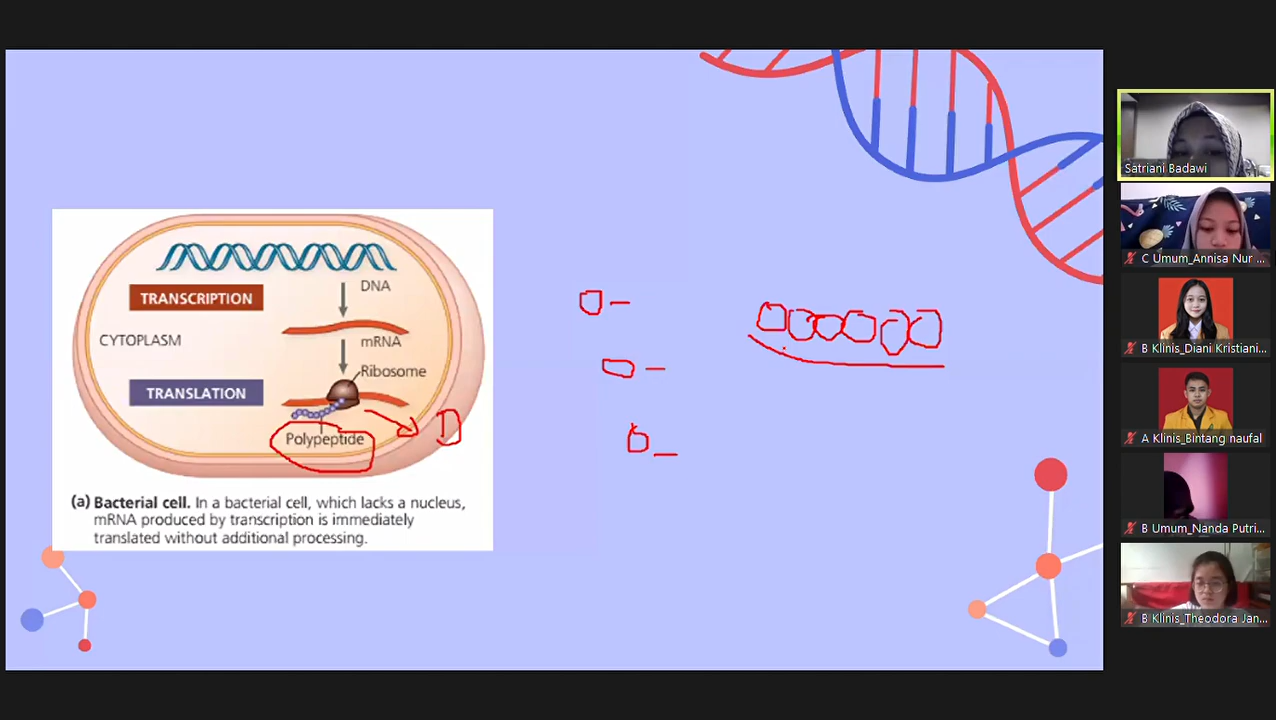 TRANSCRIPTION
DNA
CYTOPLASM
mRNA
Ribosome
TRANSLATION
Polypeptide
(a) Bacterial cell. In a bacterial cell, which lacks a nucleus,
mRNA produced by transcription is immediately
translated without additional processing.
Satriani Badawi
C Umum_Annisa Nur ...
B Klinis_Diani Kristiani...
A Klinis_Bintang naufal
B Umum_Nanda Putri...
B Klinis_Theodora Jan...